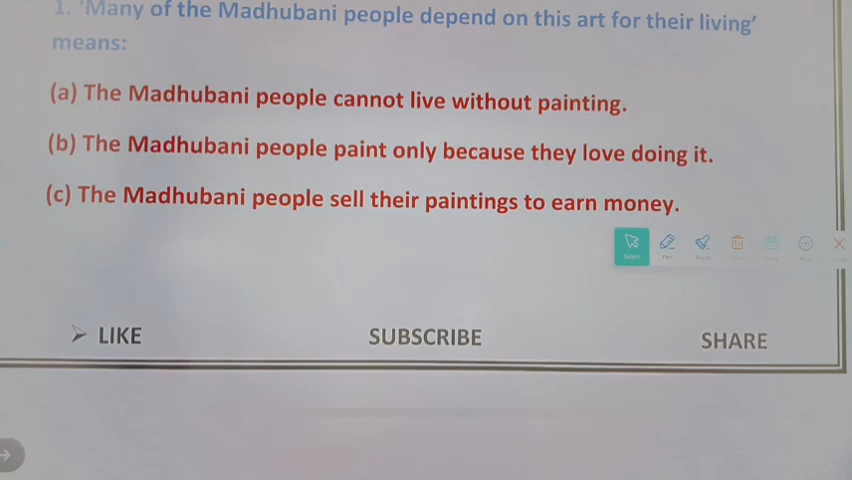 1. ‘Many of the Madhubani people depend on this art for their living’
means:
(a) The Madhubani people cannot live without painting.
(b) The Madhubani people paint only because they love doing it.
(c) The Madhubani people sell their paintings to earn money.
Select
➢ LIKE SUBSCRIBE SHARE